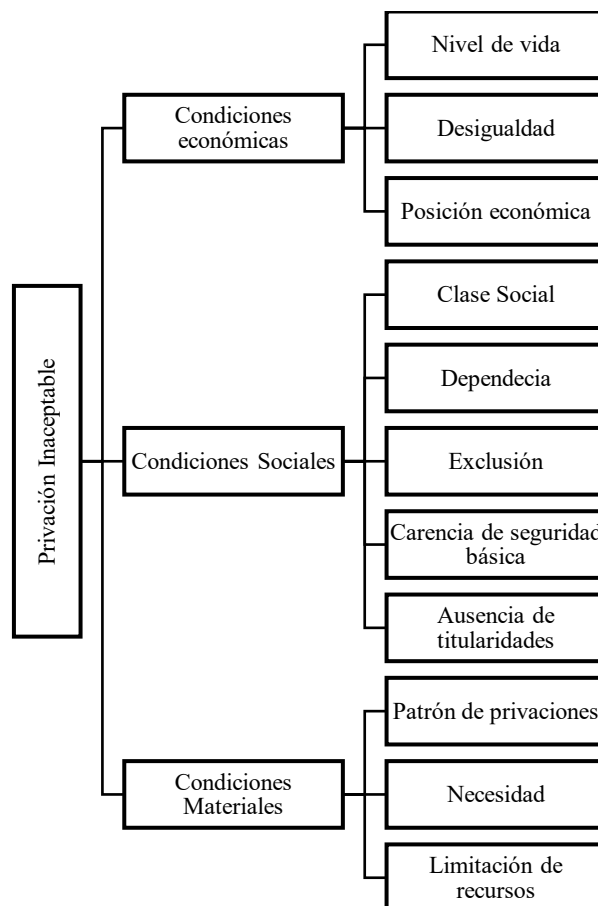 Privación Inaceptable
Condiciones
económicas
Nivel de vida
Desigualdad
Posición económica
Condiciones Sociales
Clase Social
Dependecia
Exclusión
Carencia de seguridad
básica
Ausencia de
titularidades
Condiciones
Materiales
Patrón de privaciones
Necesidad
Limitación de
recursos